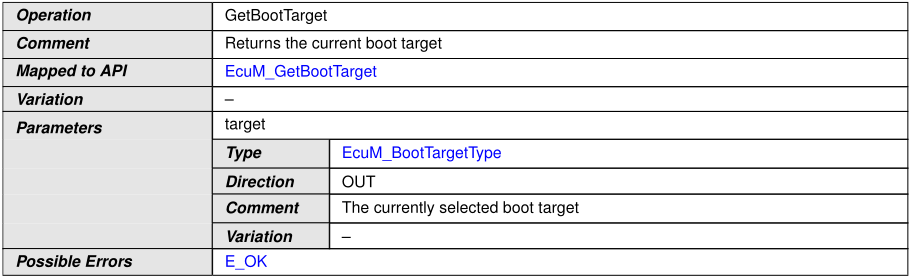 Operation GetBootTarget
Comment Returns the current boot target
Mapped to API EcuM_GetBootTarget
Variation –
Parameters target
Type EcuM_BootTargetType
Direction OUT
Comment The currently selected boot target
Variation –
Possible Errors E_OK